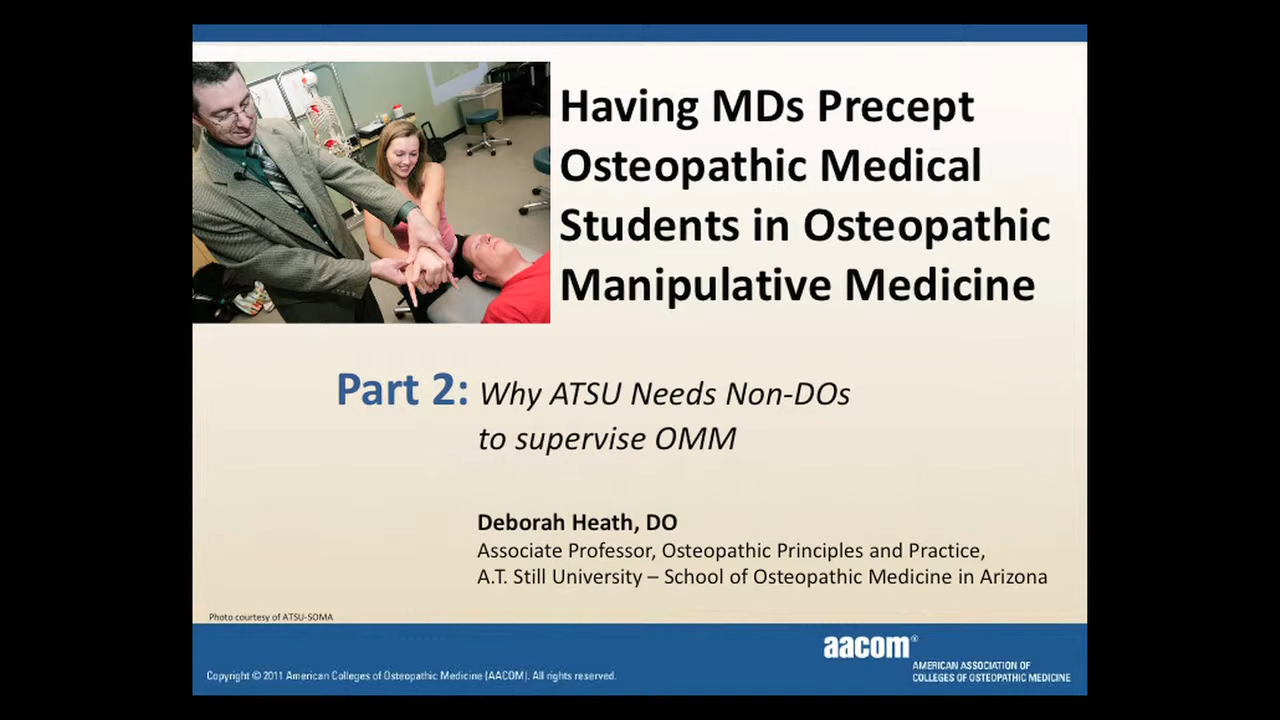 Having MDs Precept
Osteopathic Medical
Students in Osteopathic
Manipulative Medicine
Part 2: Why ATSU Needs Non-DOs
to supervise OMM
Deborah Heath, DO
Associate Professor, Osteopathic Principles and Practice,
A.T. Still University – School of Osteopathic Medicine in Arizona
Photo courtesy of ATSU-SOMA
Copyright © 2011 American Colleges of Osteopathic Medicine (AACOM). All rights reserved.
aacom®
AMERICAN ASSOCIATION OF
COLLEGES OF OSTEOPATHIC MEDICINE